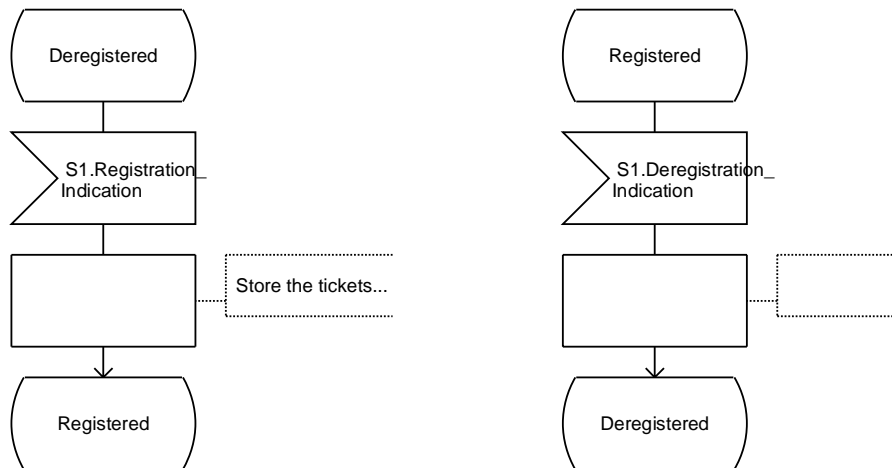 Deregistered
S1.Registration_
Indication
Store the tickets...
Registered
Registered
S1.Deregistration_
Indication
Deregistered